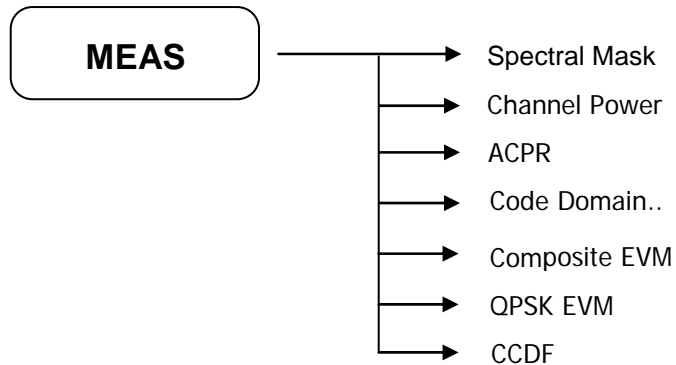 MEAS
Spectral Mask
Channel Power
ACPR
Code Domain..
Composite EVM
QPSK EVM
CCDF